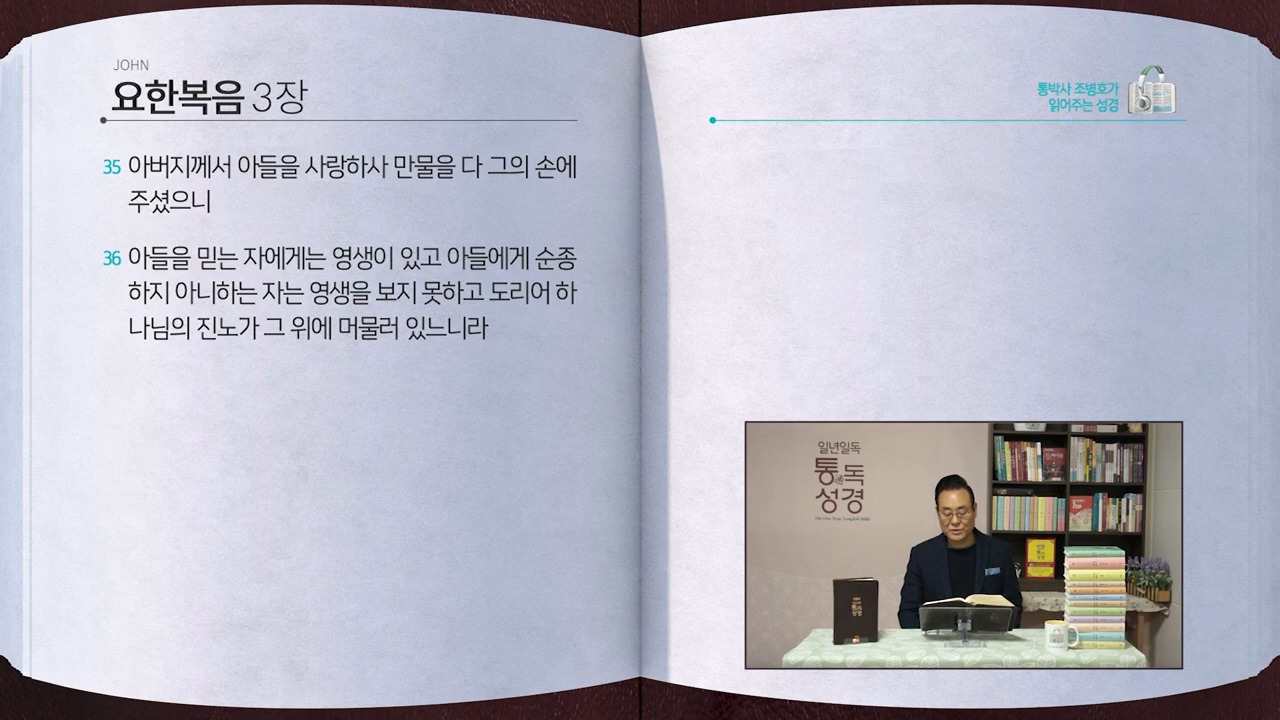 JOHN
요한복음 3장
35 아버지께서 아들을 사랑하사 만물을 다 그의 손에
주셨으니
36 아들을 믿는 자에게는 영생이 있고 아들에게 순종
하지 아니하는 자는 영생을 보지 못하고 도리어 하
나님의 진노가 그 위에 머물러 있느니라
통박사 조병호가
읽어주는 성경
일년일독
통독
성경
The One Year Tongdok Bible